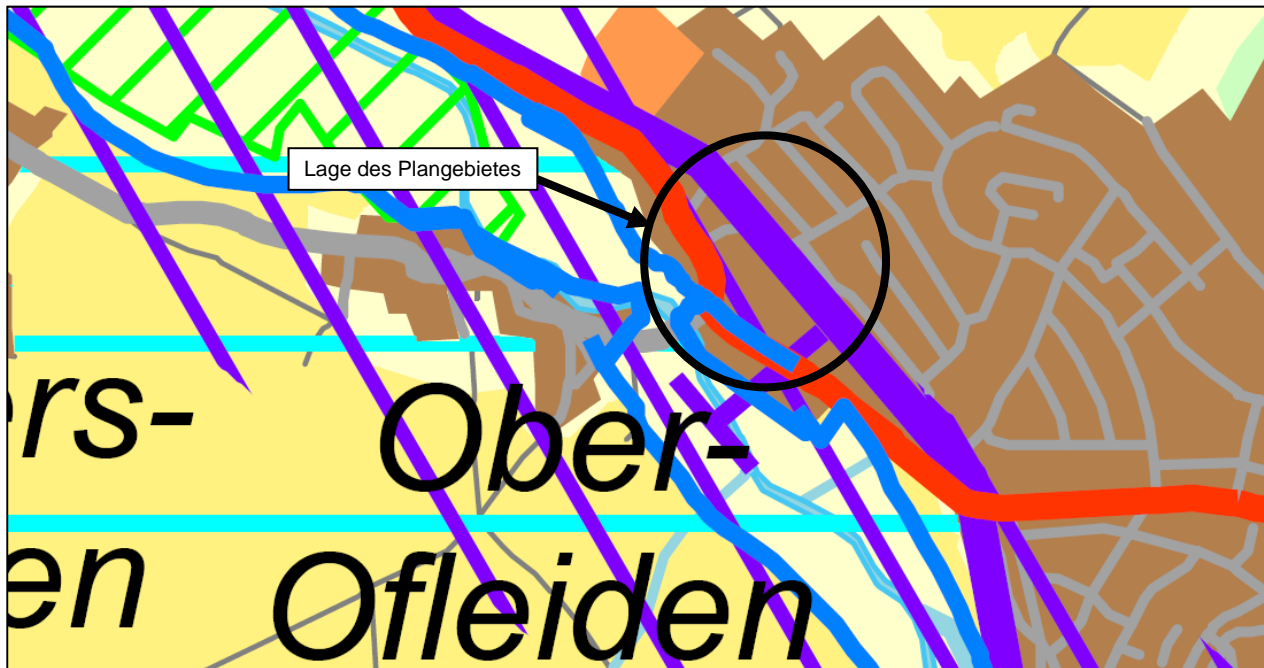 Lage des Plangebietes
ers-
Ober-
en
Ofleiden